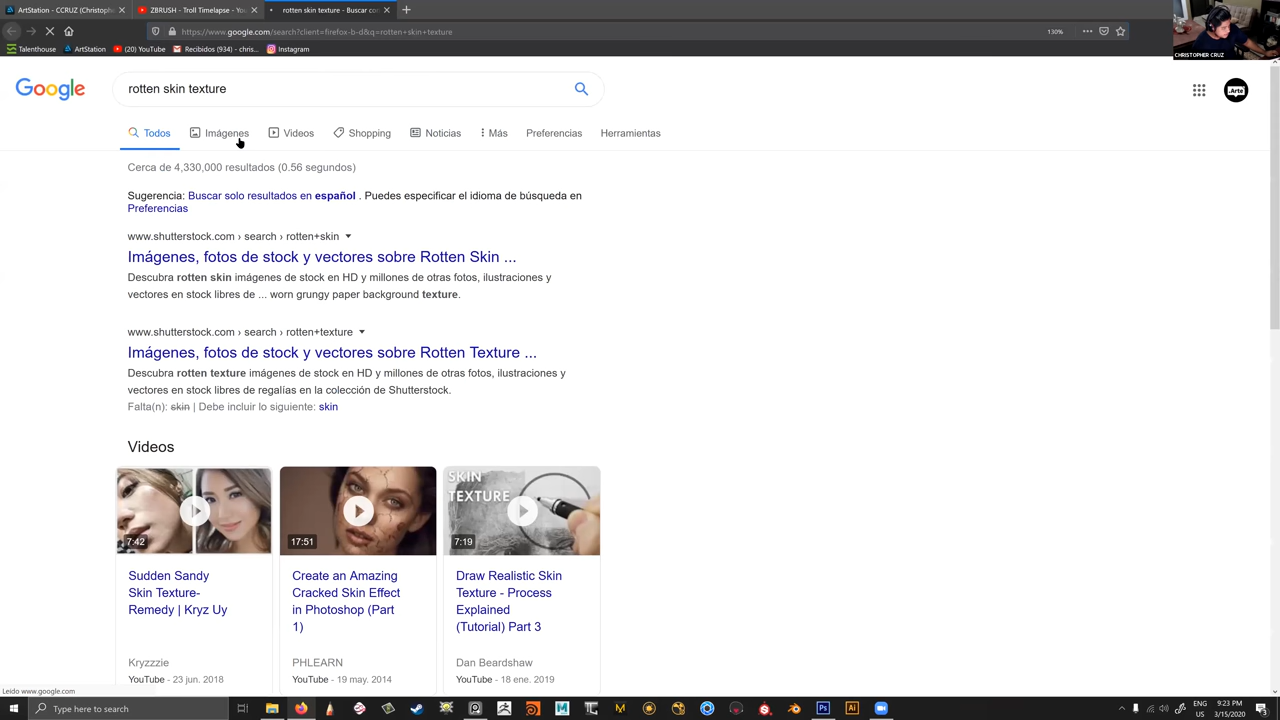 ArtStation - CCRUZ (Christoph
ZBRUSH - Troll Timelapse - You
rotten skin texture - Buscar co
https://www.google.com/search?client=firefox-b-d&q=rotten+skin+texture
130%
Talenthouse
ArtStation
(20) YouTube
Recibidos (934) - chris...
Instagram
CHRISTOPHER CRUZ
Google
rotten skin texture
.Arte
Todos
Imágenes
Videos
Shopping
Noticias
Más
Preferencias
Herramientas
Cerca de 4,330,000 resultados (0.56 segundos)
Sugerencia: Buscar solo resultados en español . Puedes especificar el idioma de búsqueda en
Preferencias
www.shutterstock.com › search › rotten+skin
Imágenes, fotos de stock y vectores sobre Rotten Skin ...
Descubra rotten skin imágenes de stock en HD y millones de otras fotos, ilustraciones y
vectores en stock libres de ... worn grungy paper background texture.
www.shutterstock.com › search › rotten+texture
Imágenes, fotos de stock y vectores sobre Rotten Texture ...
Descubra rotten texture imágenes de stock en HD y millones de otras fotos, ilustraciones y
vectores en stock libres de regalías en la colección de Shutterstock.
Falta(n): skin | Debe incluir lo siguiente: skin
Videos
7:42
17:51
SKIN
TEXTURE
7:19
Sudden Sandy
Skin Texture-
Remedy | Kryz Uy
Kryzzzie
YouTube - 23 jun. 2018
Create an Amazing
Cracked Skin Effect
in Photoshop (Part
1)
PHLEARN
YouTube - 19 may. 2014
Draw Realistic Skin
Texture - Process
Explained
(Tutorial) Part 3
Dan Beardshaw
YouTube - 18 ene. 2019
Leído www.google.com
Type here to search
ENG
US
9:23 PM
3/15/2020